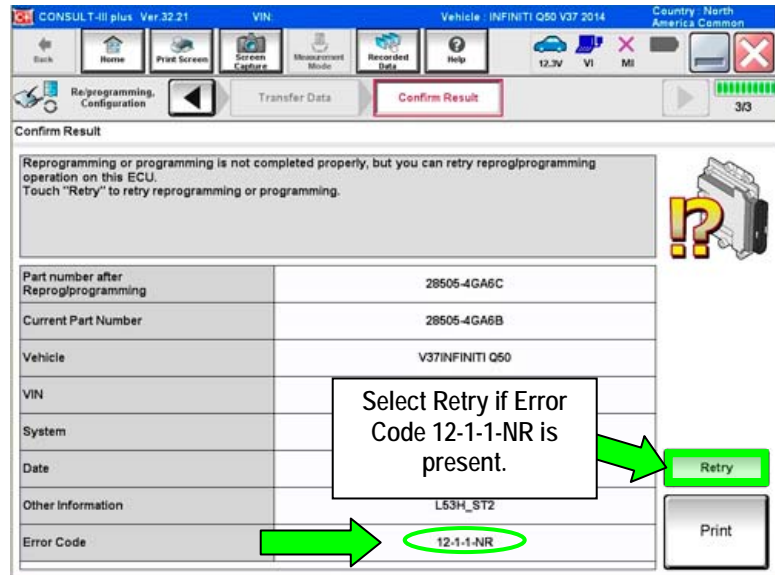 CONSULT-III plus Ver.32.21 VIN: Vehicle : INFINITI Q50 V37 2014 Country : North America Common
Back Home Print Screen Screen Capture Measurement Mode Recorded Data Help 12.3V VI MI
Re/programming, Configuration Transfer Data Confirm Result 3/3
Confirm Result
Reprogramming or programming is not completed properly, but you can retry reprog/programming
operation on this ECU.
Touch "Retry" to retry reprogramming or programming.
!?
Part number after
Reprog/programming 28505-4GA6C
Current Part Number 28505-4GA6B
Vehicle V37INFINITI Q50
VIN
System
Date
Other Information L53H_ST2
Error Code 12-1-1-NR
Select Retry if Error
Code 12-1-1-NR is
present.
Retry
Print